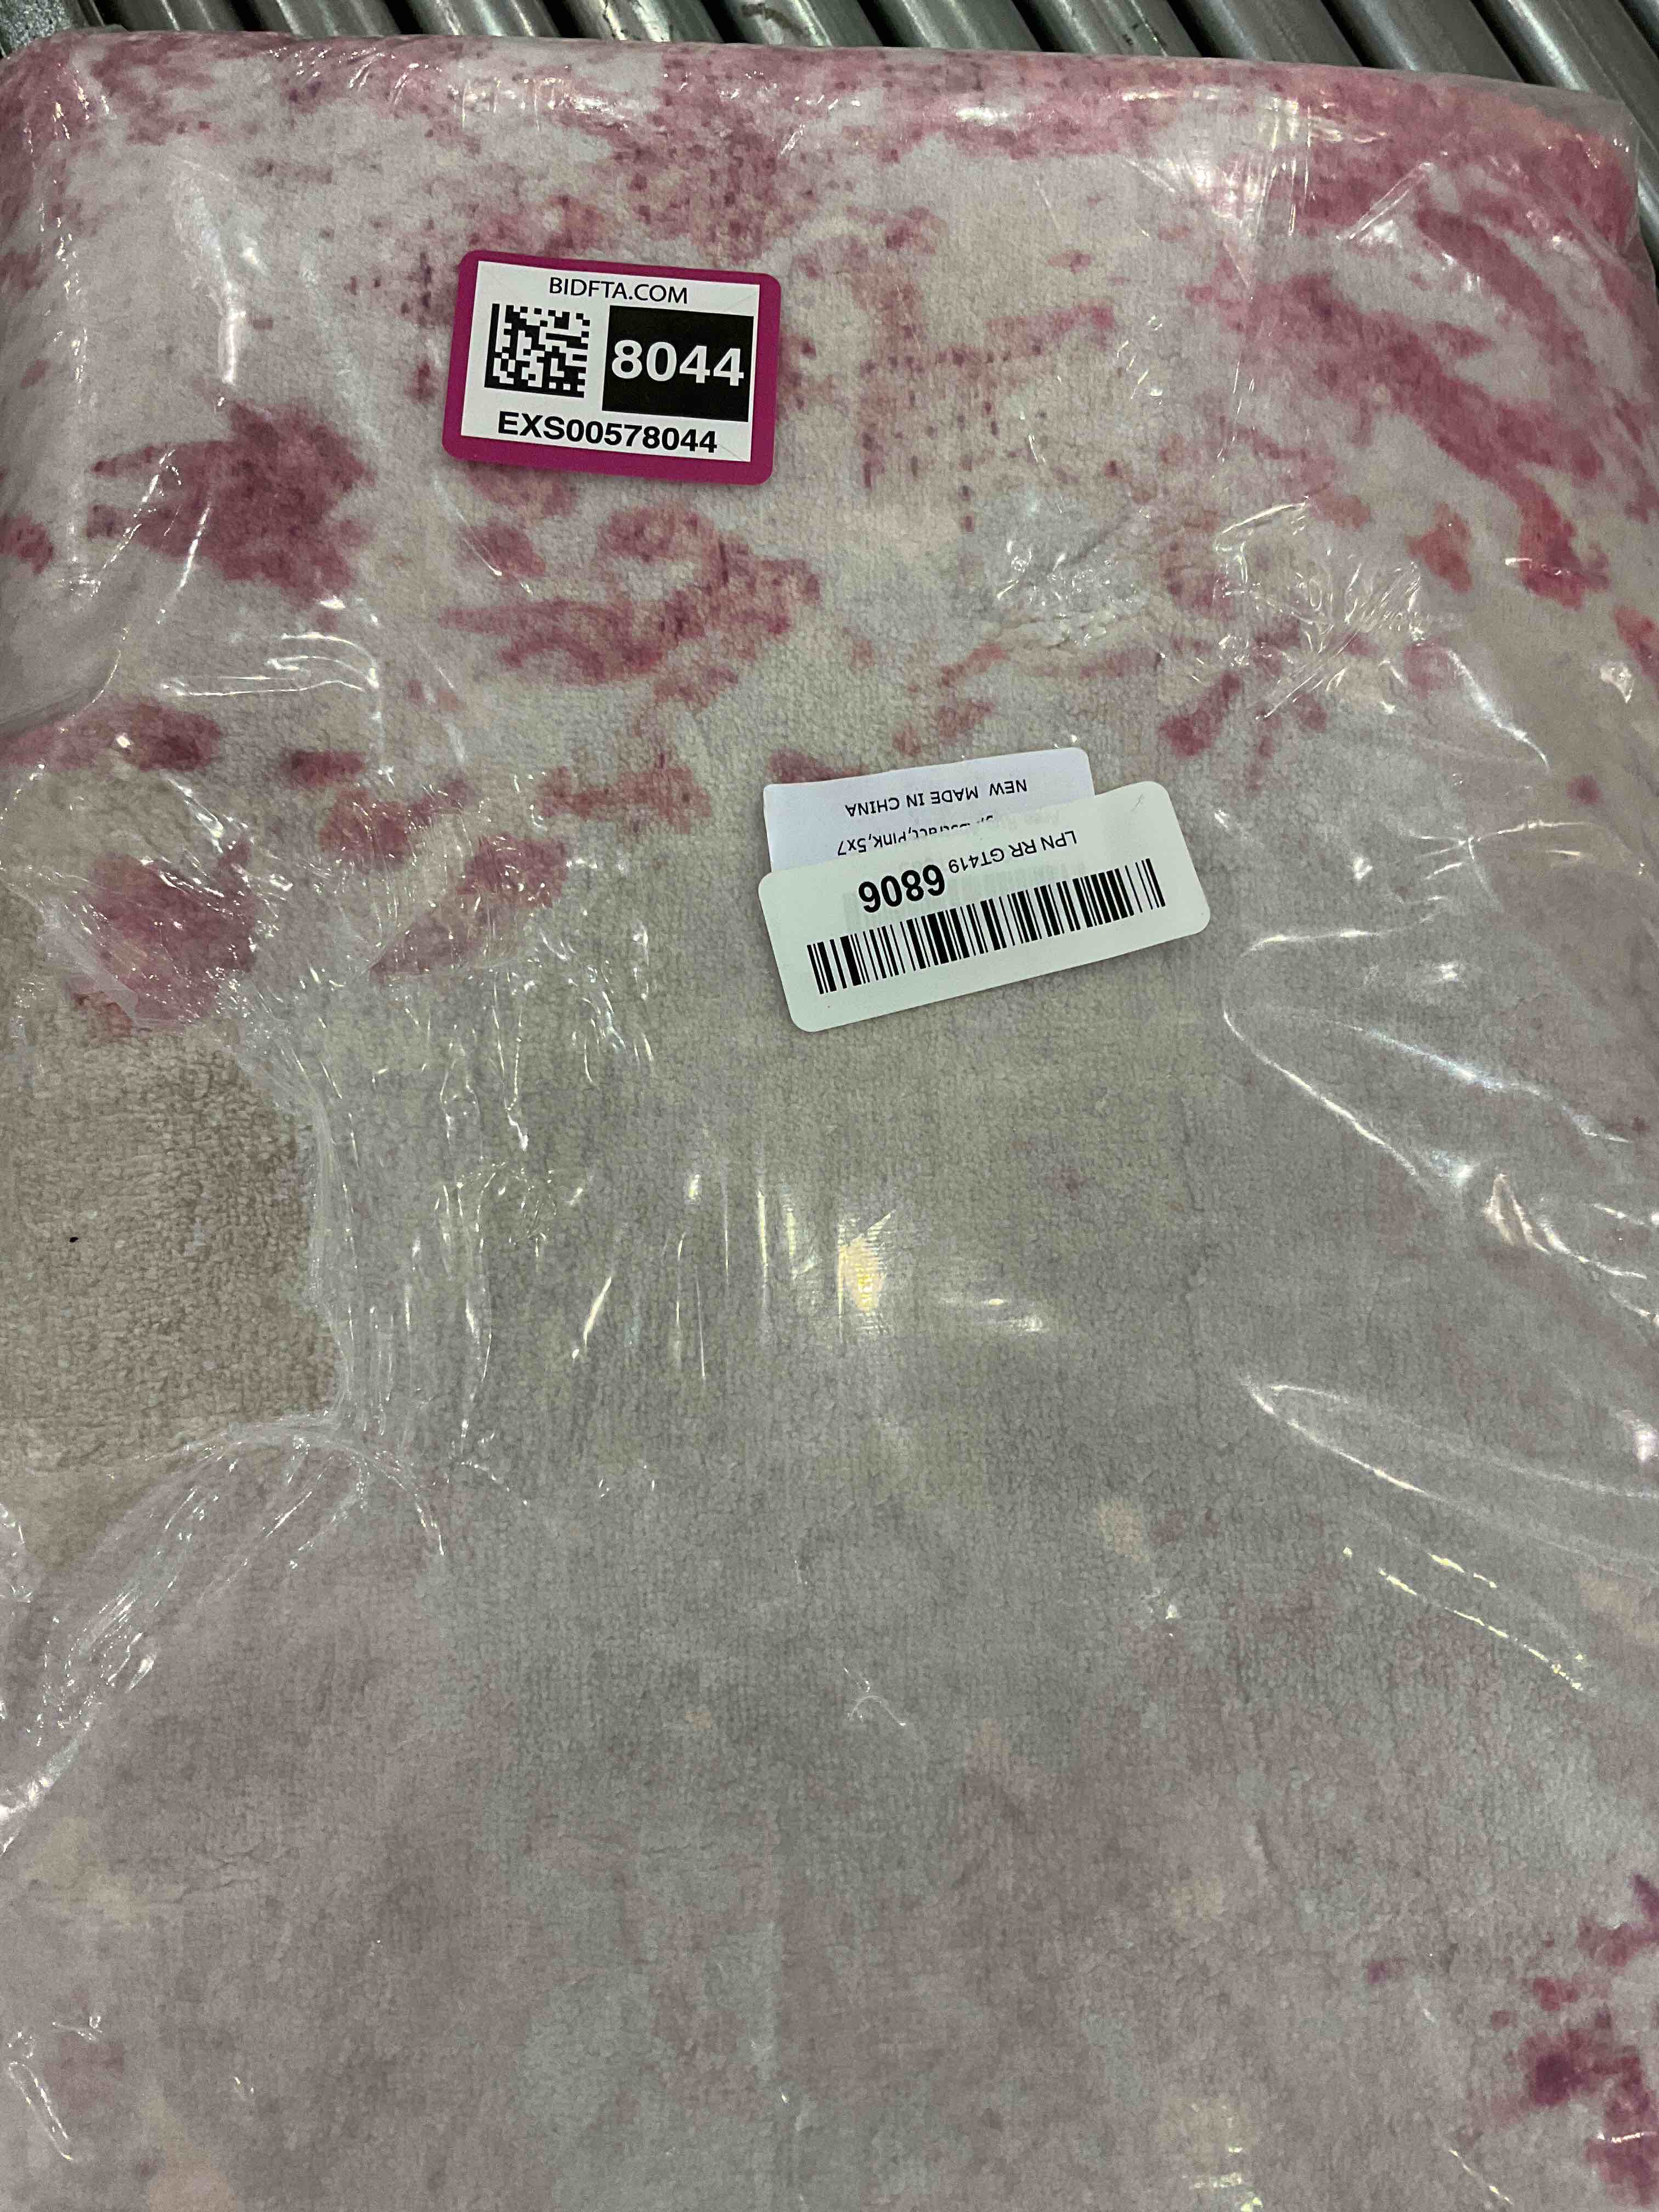 BIDFTA.COM
8044
EXS00578044
LPN RR GT419 6806
Pink,5x7
NEW MADE IN CHINA